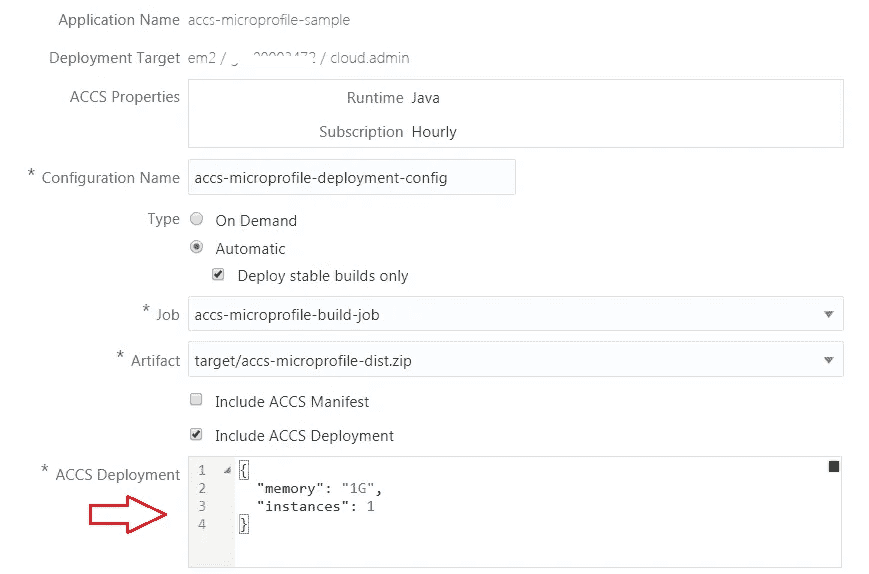 Application Name accs-microprofile-sample
Deployment Target em2 / / cloud.admin
ACCS Properties
Runtime Java
Subscription Hourly
* Configuration Name accs-microprofile-deployment-config
Type On Demand
Automatic
Deploy stable builds only
* Job accs-microprofile-build-job
* Artifact target/accs-microprofile-dist.zip
Include ACCS Manifest
Include ACCS Deployment
* ACCS Deployment
1 {
2 "memory": "1G",
3 "instances": 1
4 }